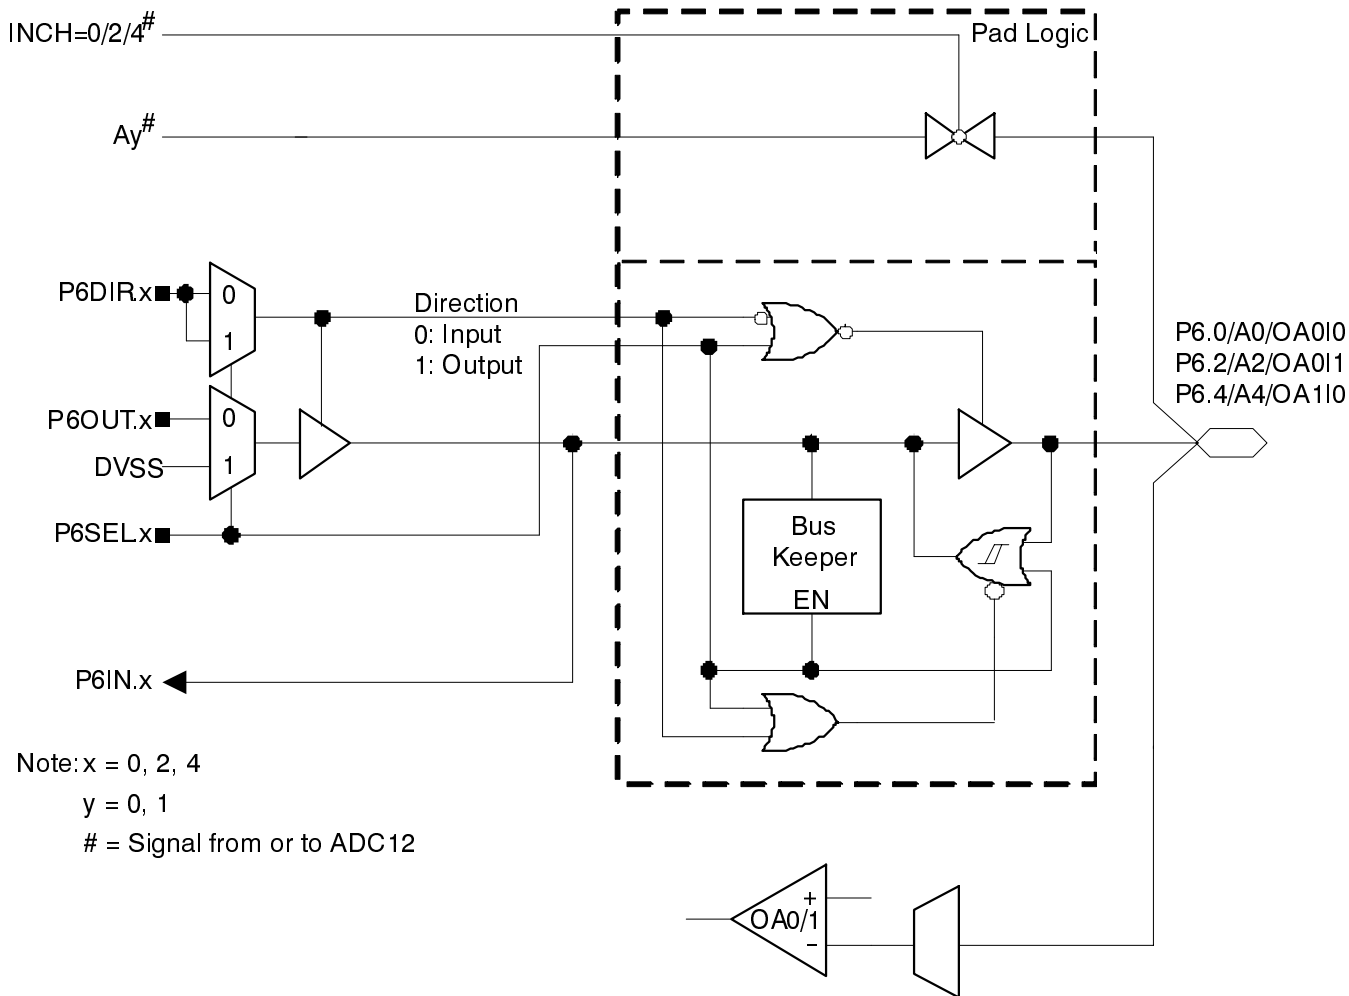 INCH=0/2/4#
Pad Logic
Ay#
P6DIR.x
0
1
Direction
0: Input
1: Output
P6.0/A0/OA0I0
P6.2/A2/OA0I1
P6.4/A4/OA1I0
P6OUT.x
0
DVSS
1
P6SEL.x
Bus
Keeper
EN
P6IN.x
Note: x = 0, 2, 4
y = 0, 1
# = Signal from or to ADC12
+
OA0/1
−